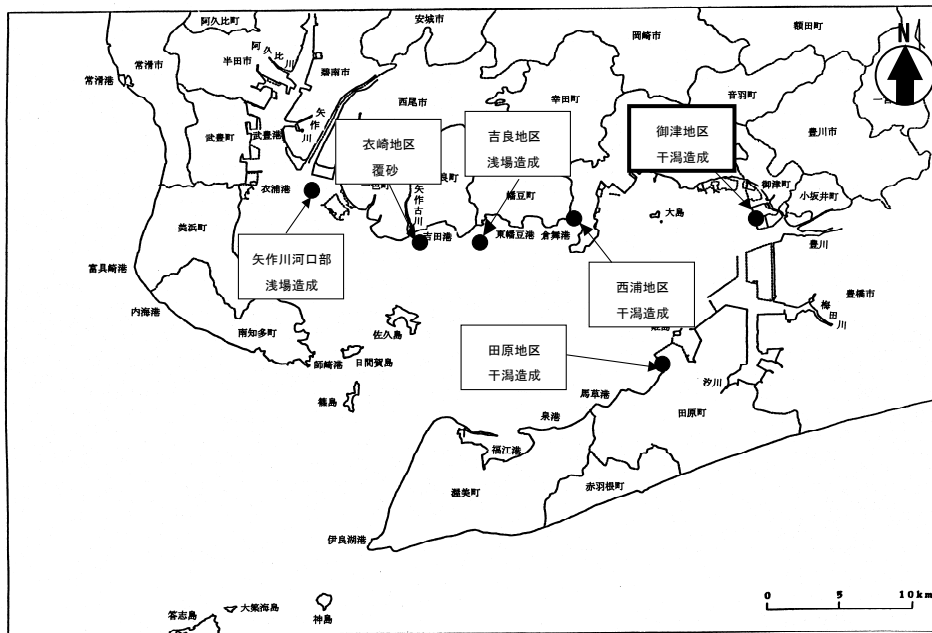 阿久比町
安城市
岡崎市
額田町
N
常滑市
半田市
阿久比川
碧南市
常滑港
西尾市
幸田町
音羽町
一宮
武豊町
武豊港
矢作川
衣崎地区
覆砂
吉良地区
浅場造成
御津地区
干潟造成
豊川市
衣浦港
矢作古川
良町
幡豆町
御津町
小坂井町
大島
美浜町
吉田港
東幡豆港
倉舞港
豊川
矢作川河口部
浅場造成
西浦地区
干潟造成
富具崎港
内海港
豊橋市
梅田川
南知多町
佐久島
姫島
師崎港
日間賀島
田原地区
干潟造成
篠島
汐川
馬草港
泉港
田原町
福江港
渥美町
赤羽根町
伊良湖港
0 5 10km
答志島
大築海島
神島